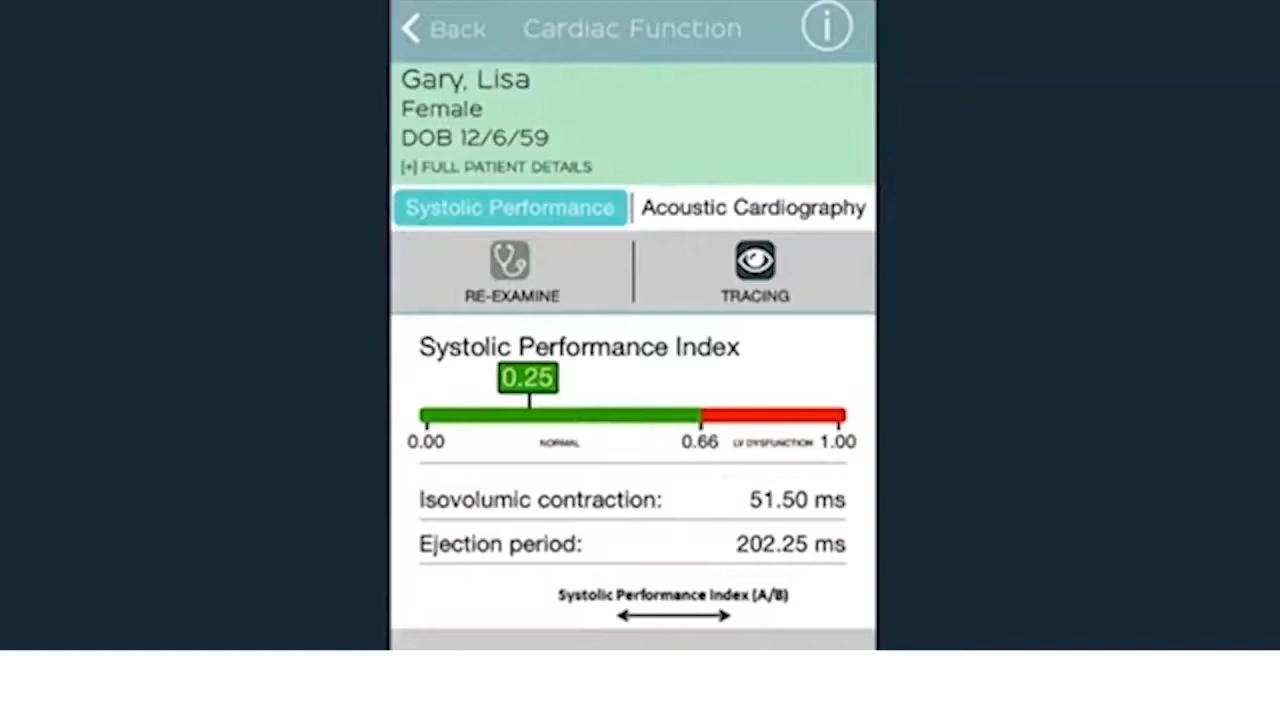 Back Cardiac Function i
Gary, Lisa
Female
DOB 12/6/59
[+] FULL PATIENT DETAILS
Systolic Performance | Acoustic Cardiography
RE-EXAMINE TRACING
Systolic Performance Index
0.25
0.00 NORMAL 0.66 LV DYSFUNCTION 1.00
Isovolumic contraction: 51.50 ms
Ejection period: 202.25 ms
Systolic Performance Index (A/B)